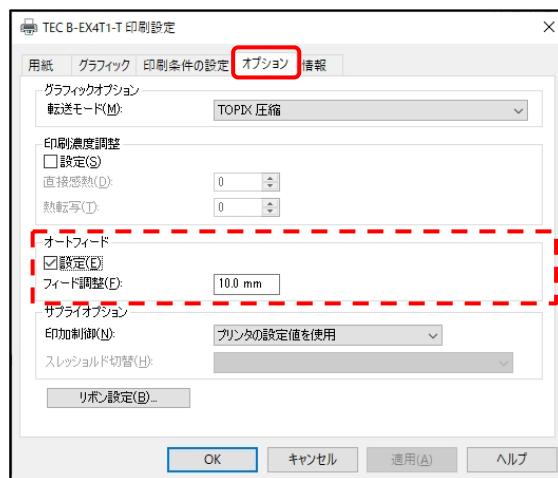 TEC B-EX4T1-T 印刷設定
用紙 グラフィック 印刷条件の設定 オプション 情報
グラフィックオプション
転送モード(M): TOPIX 圧縮
印刷濃度調整
設定(S)
直接感熱(D): 0
熱転写(T): 0
オートフィード
設定(E)
フィード調整(F): 10.0 mm
サプライオプション
印加制御(N): プリンタの設定値を使用
スレッショルド切替(H):
リボン設定(B)...
OK キャンセル 適用(A) ヘルプ